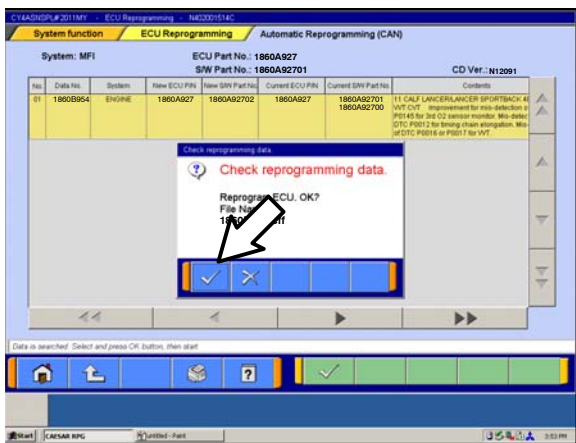 CY4ASNSPL#2011MY - ECU Reprogramming - N402001514C
System function ECU Reprogramming Automatic Reprogramming (CAN)
System: MFI ECU Part No.: 1860A927
S/W Part No.: 1860A92701 CD Ver.: N12091
No. Data No. System New ECU P/N New S/W Part No. Current ECU P/N Current S/W Part No. Contents
01 1860B954 ENGINE 1860A927 1860A92702 1860A927 1860A92701 11 CALF LANCER/LANCER SPORTBACK
1860A92700 VVT CVT Improvement for mis-detection
P0145 for 3rd O2 sensor monitor. Mis-detec
DTC P0012 for timing chain elongation. Mis-
of DTC P0016 or P0017 for VVT.
Check reprogramming data.
Check reprogramming data.
Reprogram ECU. OK?
File
Data is searched. Select and press OK button, then start
Start CAESAR RPG untitled - Paint 3:53 PM